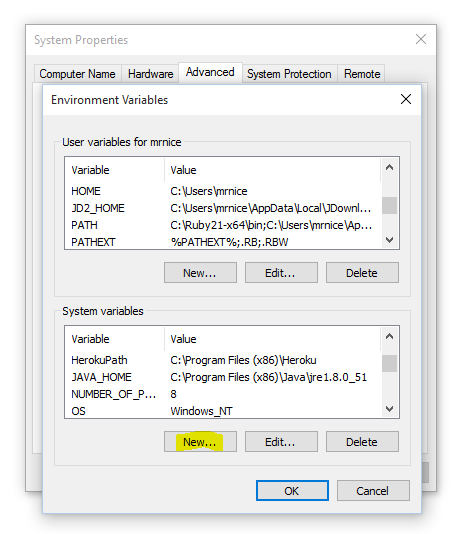 System Properties
Computer Name Hardware Advanced System Protection Remote
Environment Variables
User variables for mrnice
Variable Value
HOME C:\Users\mrnice
JD2_HOME C:\Users\mrnice\AppData\Local\JDownl...
PATH C:\Ruby21-x64\bin;C:\Users\mrnice\Ap...
PATHEXT %PATHEXT%;.RB;.RBW
New... Edit... Delete
System variables
Variable Value
HerokuPath C:\Program Files (x86)\Heroku
JAVA_HOME C:\Program Files (x86)\Java\jre1.8.0_51
NUMBER_OF_P... 8
OS Windows_NT
New... Edit... Delete
OK Cancel